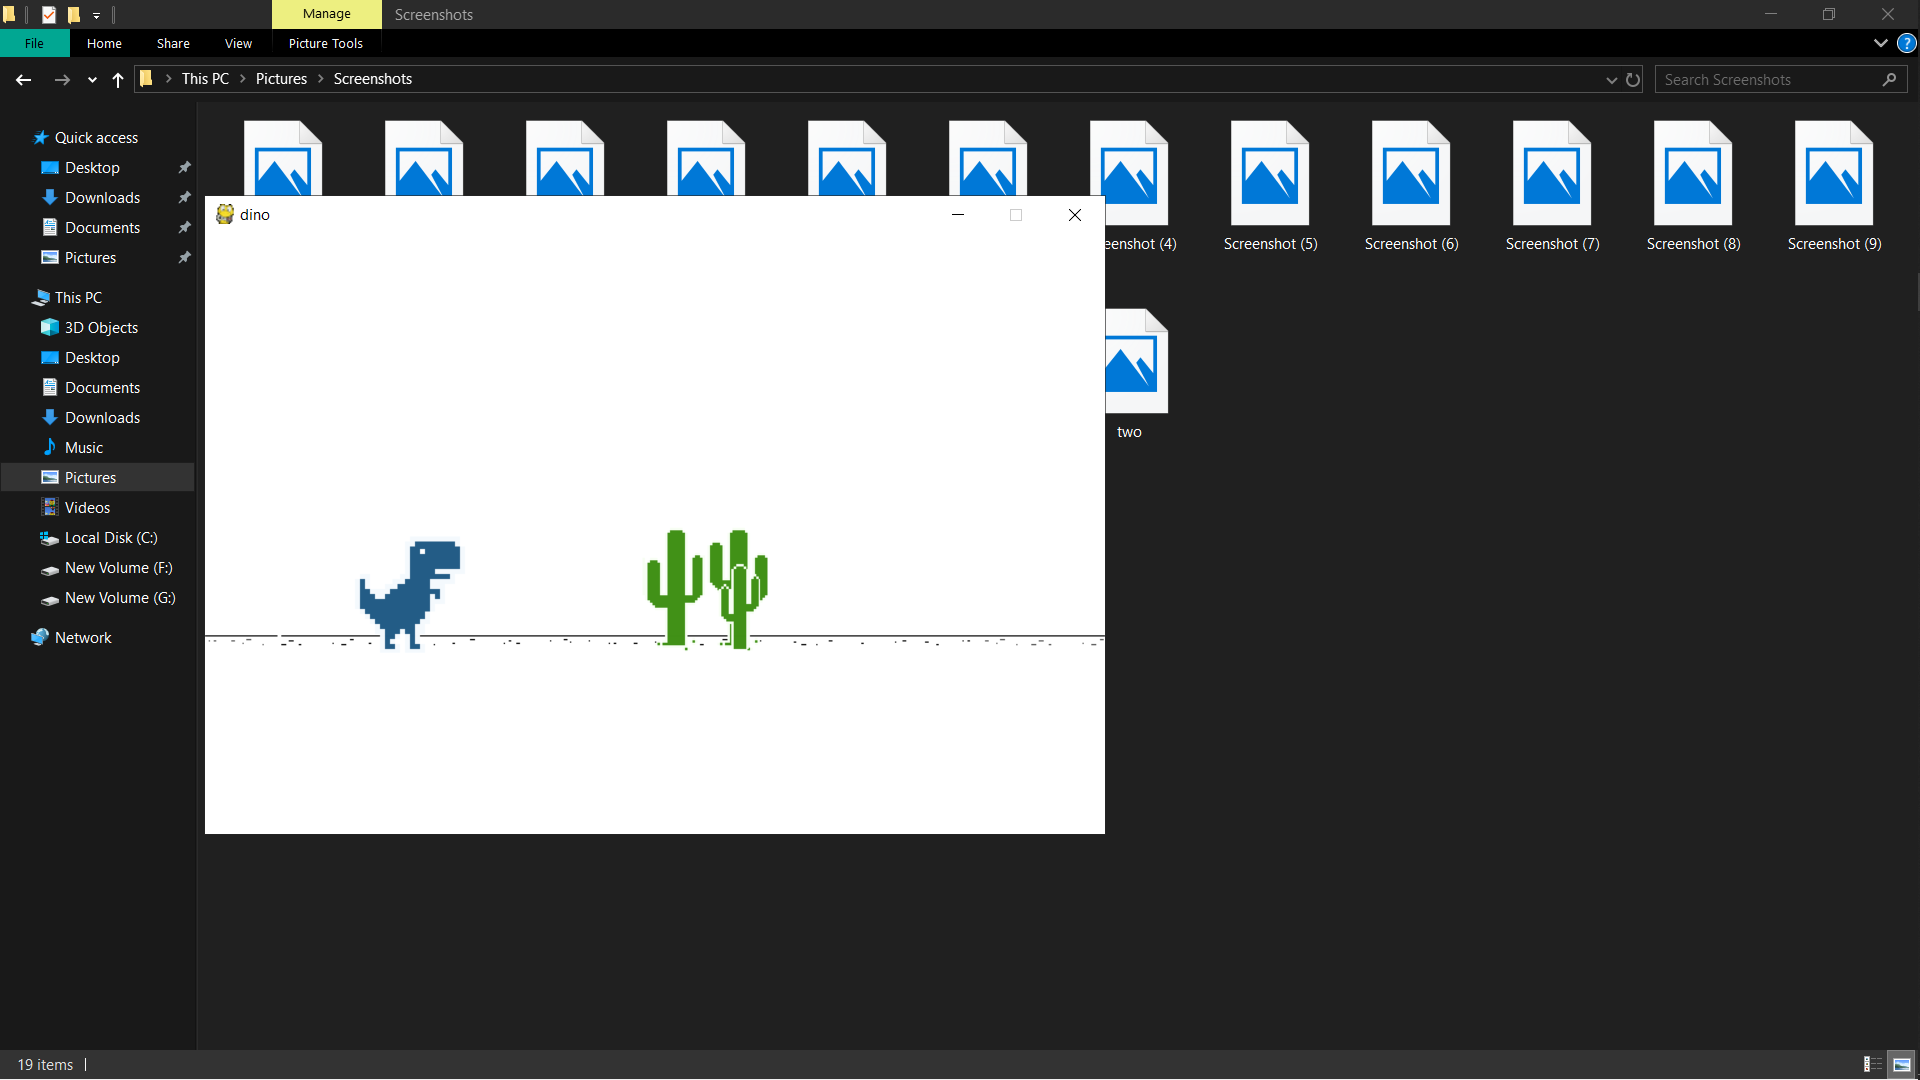 Manage
Screenshots
File
Home
Share
View
Picture Tools
This PC
Pictures
Screenshots
Search Screenshots
Quick access
Desktop
Downloads
Documents
Pictures
This PC
3D Objects
Desktop
Documents
Downloads
Music
Pictures
Videos
Local Disk (C:)
New Volume (F:)
New Volume (G:)
Network
dino
eenshot (4)
Screenshot (5)
Screenshot (6)
Screenshot (7)
Screenshot (8)
Screenshot (9)
two
19 items